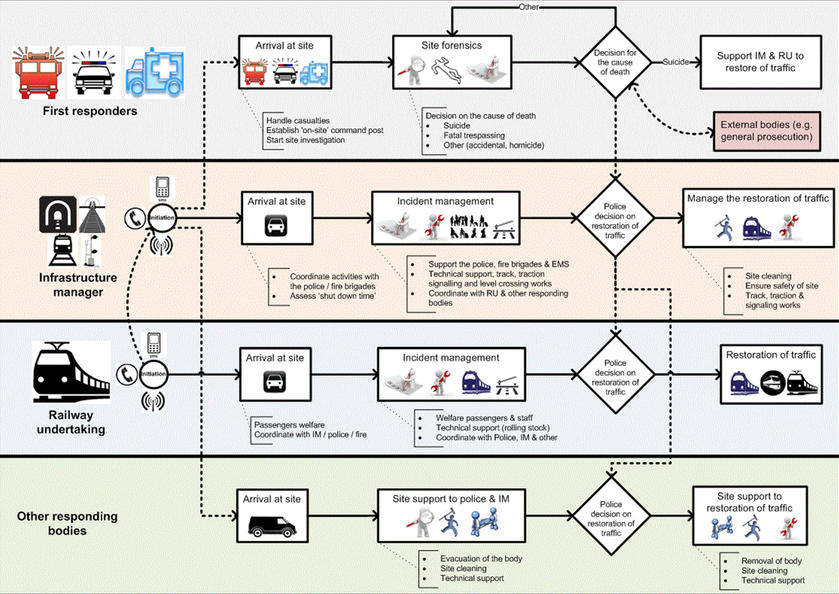 Other
Arrival at site
Site forensics
Decision for
the cause
of death
Suicide
Support IM & RU to
restore of traffic
First responders
Handle casualties
Establish 'on-site' command post
Start site investigation
Decision on the cause of death
• Suicide
• Fatal trespassing
• Other (accidental, homicide)
External bodies (e.g.
general prosecution)
SMS
Initiation
Arrival at site
Incident management
Police
decision on
restoration of
traffic
Manage the restoration of traffic
Infrastructure
manager
• Coordinate activities with
the police / fire brigades
• Assess 'shut down time'
• Support the police, fire brigades & EMS
• Technical support, track, traction
signalling and level crossing works
• Coordinate with RU & other responding
bodies
• Site cleaning
• Ensure safety of site
• Track, traction &
signaling works
SMS
Initiation
Arrival at site
Incident management
Police
decision on
restoration of
traffic
Restoration of traffic
Railway
undertaking
Passengers welfare
Coordinate with IM / police / fire
• Welfare passengers & staff
• Technical support (rolling stock)
• Coordinate with Police, IM & other
Other responding
bodies
Arrival at site
Site support to police & IM
Police
decision on
restoration of
traffic
Site support to
restoration of traffic
• Evacuation of the body
• Site cleaning
• Technical support
• Removal of body
• Site cleaning
• Technical support